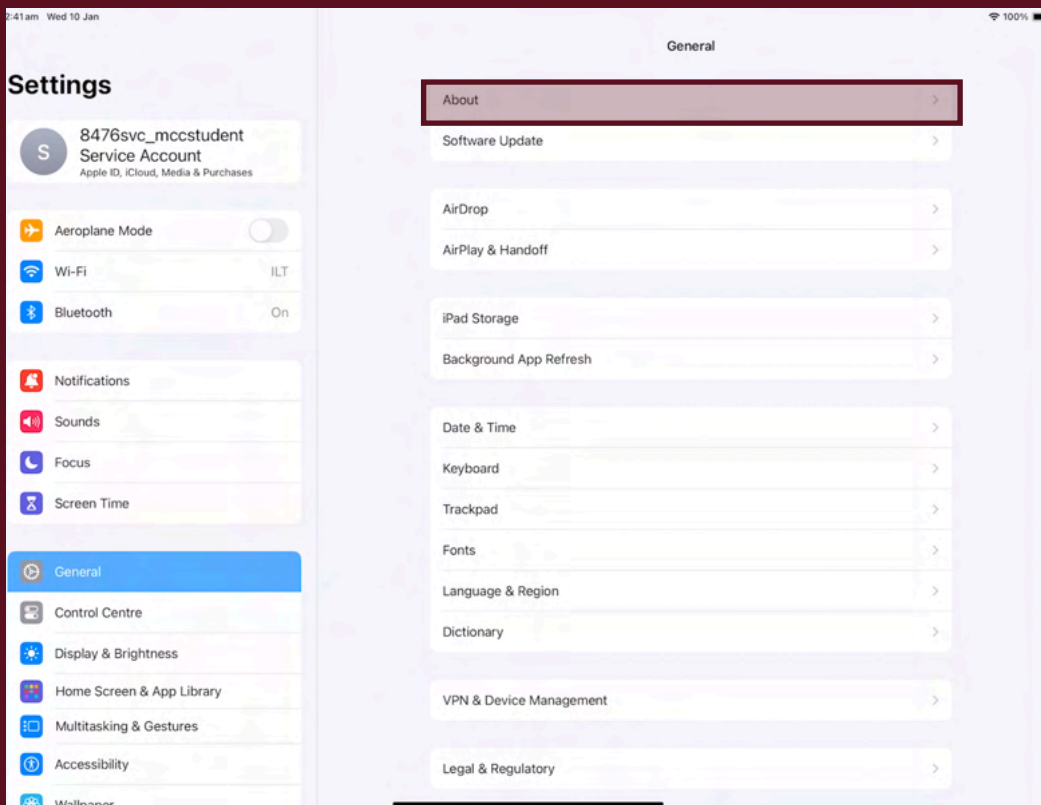 2:41am Wed 10 Jan
100%
General
Settings
S
8476svc_mccstudent
Service Account
Apple ID, iCloud, Media & Purchases
Aeroplane Mode
Wi-Fi
ILT
Bluetooth
On
Notifications
Sounds
Focus
Screen Time
General
Control Centre
Display & Brightness
Home Screen & App Library
Multitasking & Gestures
Accessibility
Wallpaper
About
Software Update
AirDrop
AirPlay & Handoff
iPad Storage
Background App Refresh
Date & Time
Keyboard
Trackpad
Fonts
Language & Region
Dictionary
VPN & Device Management
Legal & Regulatory